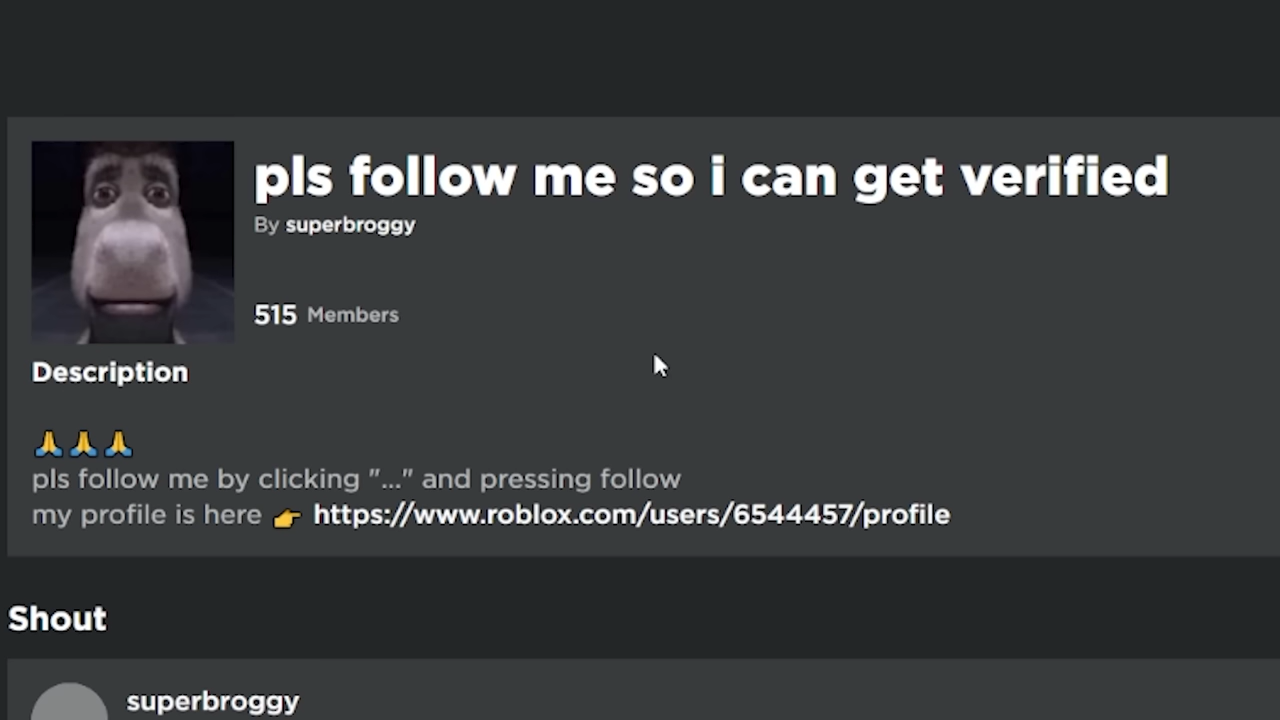 pls follow me so i can get verified
By superbroggy
515 Members
Description
🙏🙏🙏
pls follow me by clicking "..." and pressing follow
my profile is here 👉 https://www.roblox.com/users/6544457/profile
Shout
superbroggy